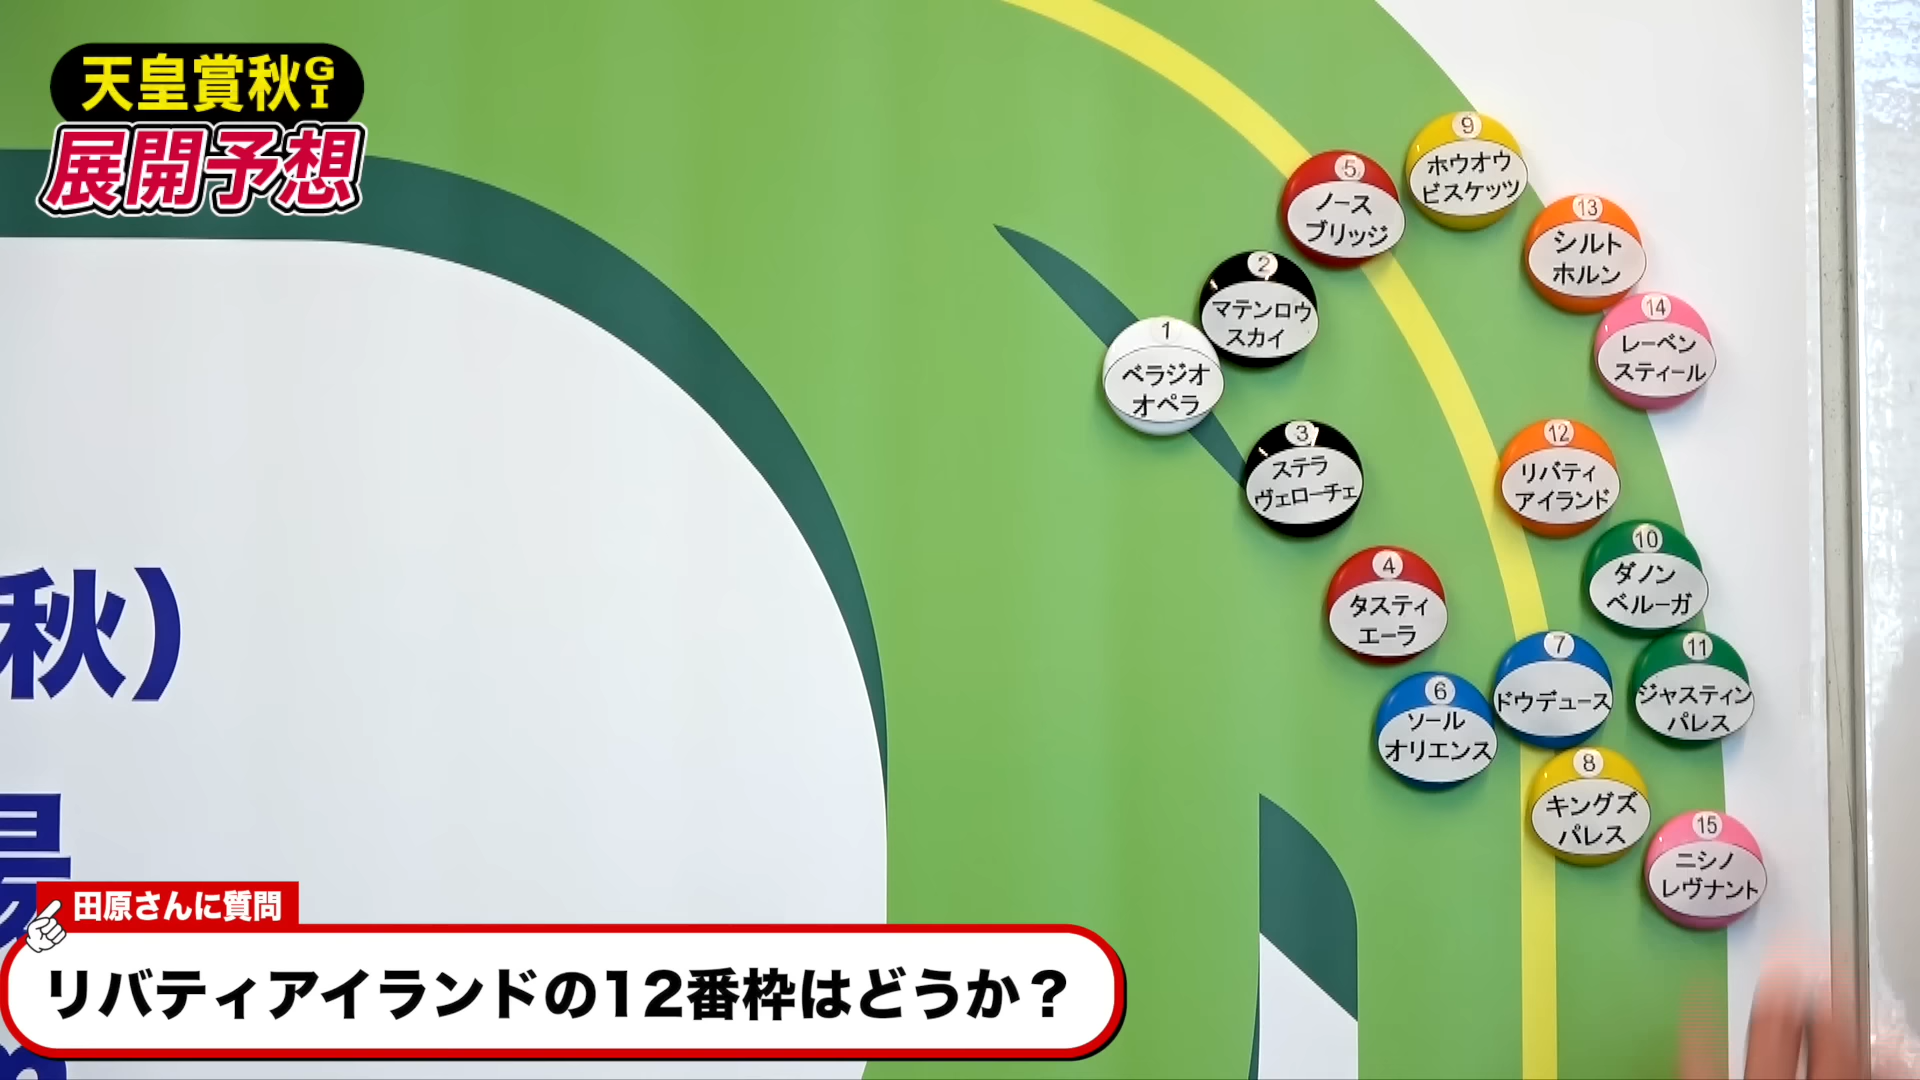 天皇賞秋GI
展開予想
9
ホウオウ
ビスケッツ
5
ノース
ブリッジ
13
シルト
ホルン
2
マテンロウ
スカイ
14
レーベン
スティール
1
ベラジオ
オペラ
3
ステラ
ヴェローチェ
12
リバティ
アイランド
10
ダノン
ベルーガ
4
タスティ
エーラ
7
ドウデュース
11
ジャスティン
パレス
6
ソール
オリエンス
8
キングズ
パレス
15
ニシノ
レヴナント
秋)
田原さんに質問
リバティアイランドの12番枠はどうか?